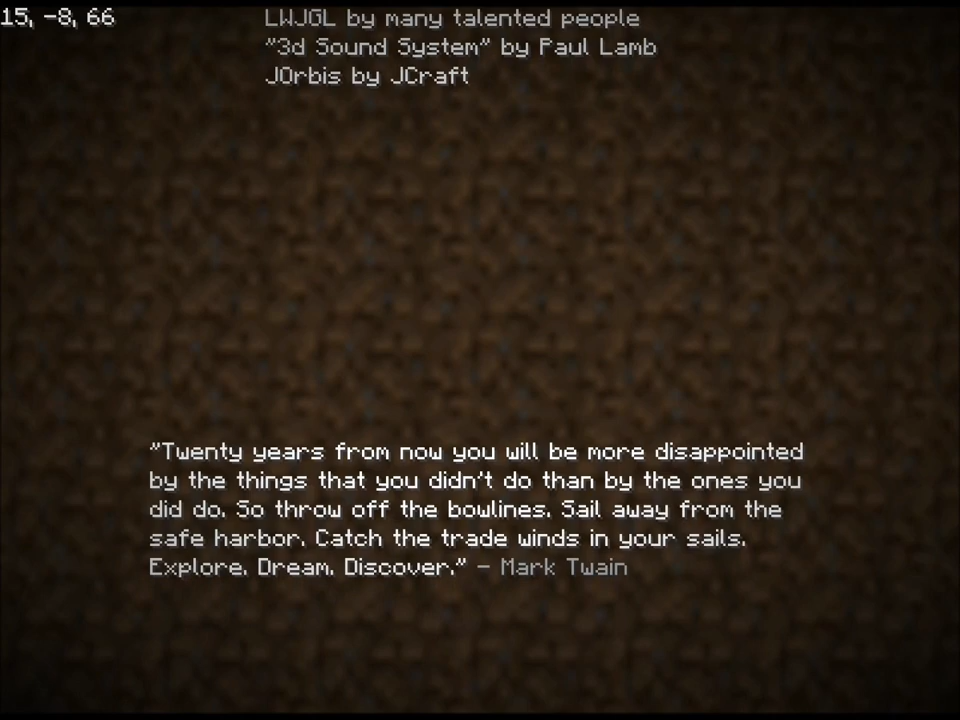 15, -8, 66
LWJGL by many talented people
"3d Sound System" by Paul Lamb
JOrbis by JCraft
"Twenty years from now you will be more disappointed
by the things that you didn't do than by the ones you
did do. So throw off the bowlines. Sail away from the
safe harbor. Catch the trade winds in your sails.
Explore. Dream. Discover." - Mark Twain